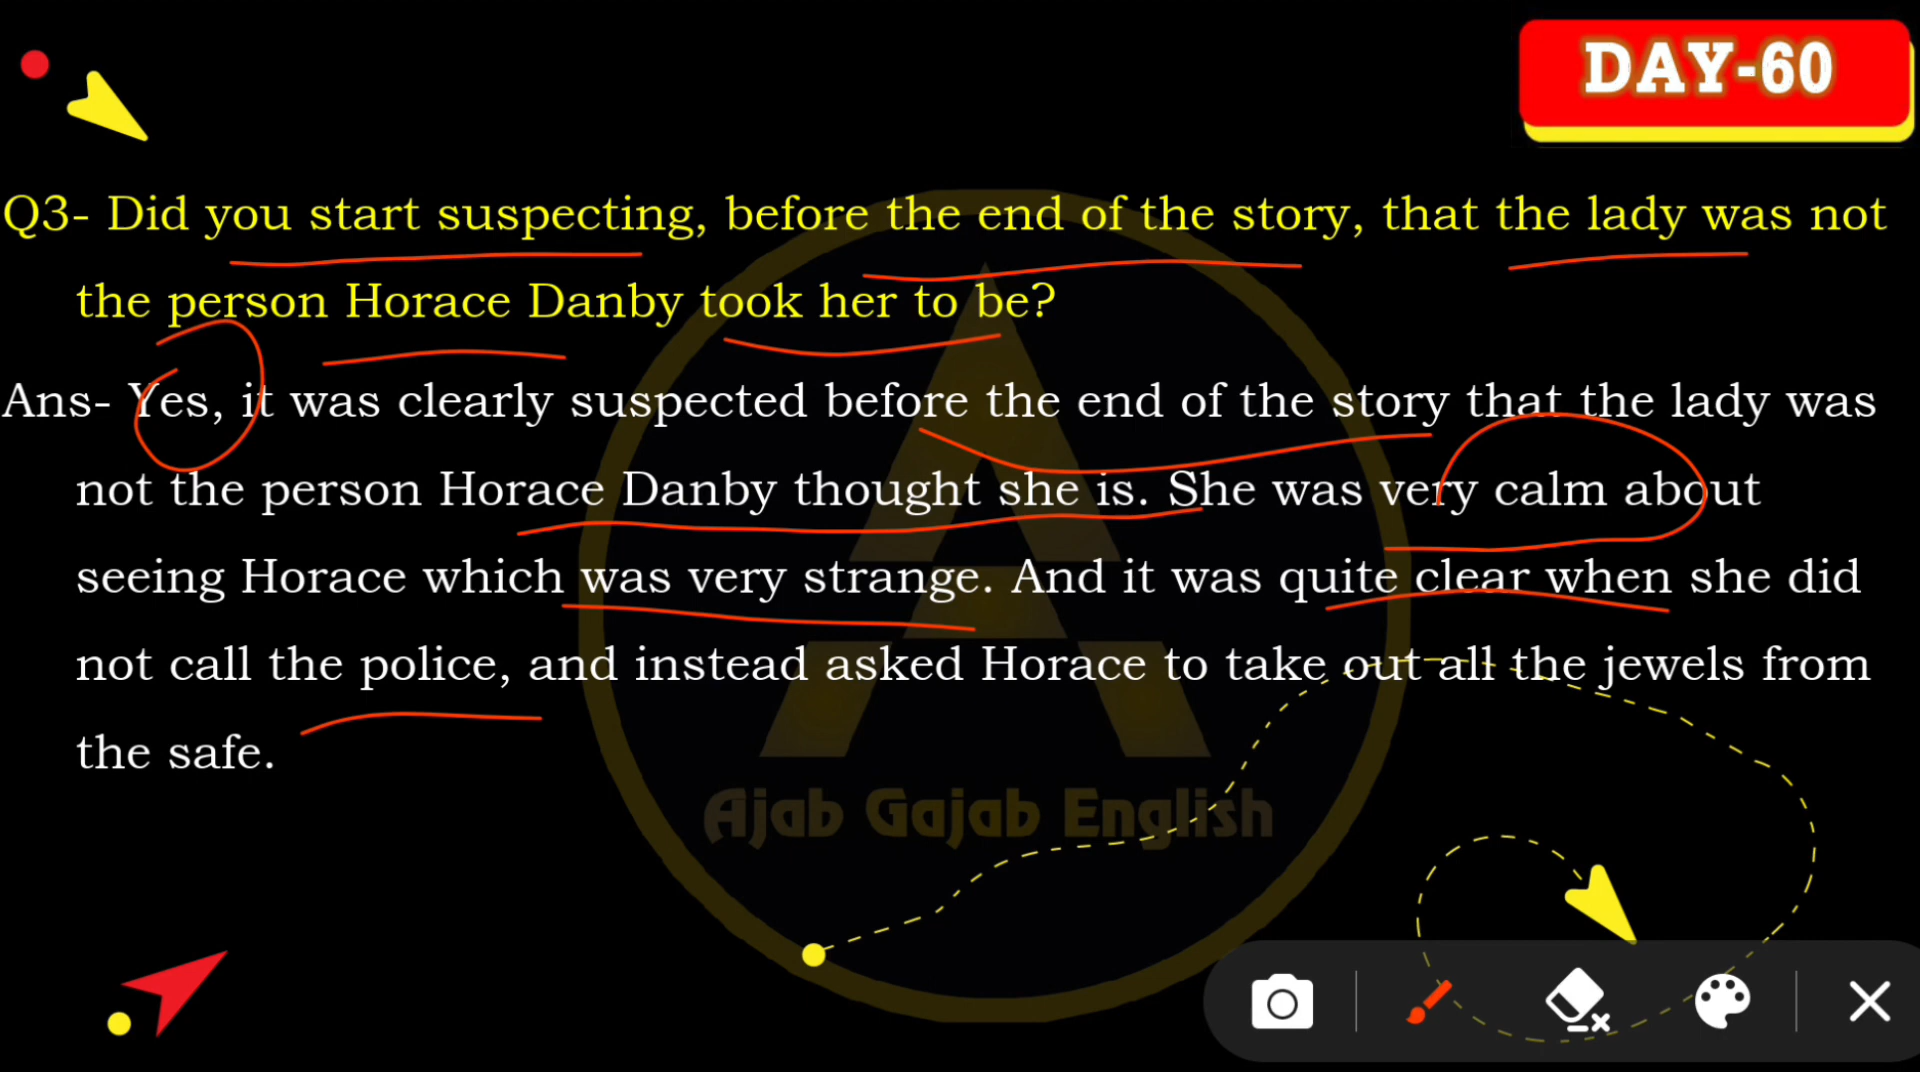 DAY-60
Q3- Did you start suspecting, before the end of the story, that the lady was not
the person Horace Danby took her to be?
Ans- Yes, it was clearly suspected before the end of the story that the lady was
not the person Horace Danby thought she is. She was very calm about
seeing Horace which was very strange. And it was quite clear when she did
not call the police, and instead asked Horace to take out all the jewels from
the safe.
Ajab Gajab English